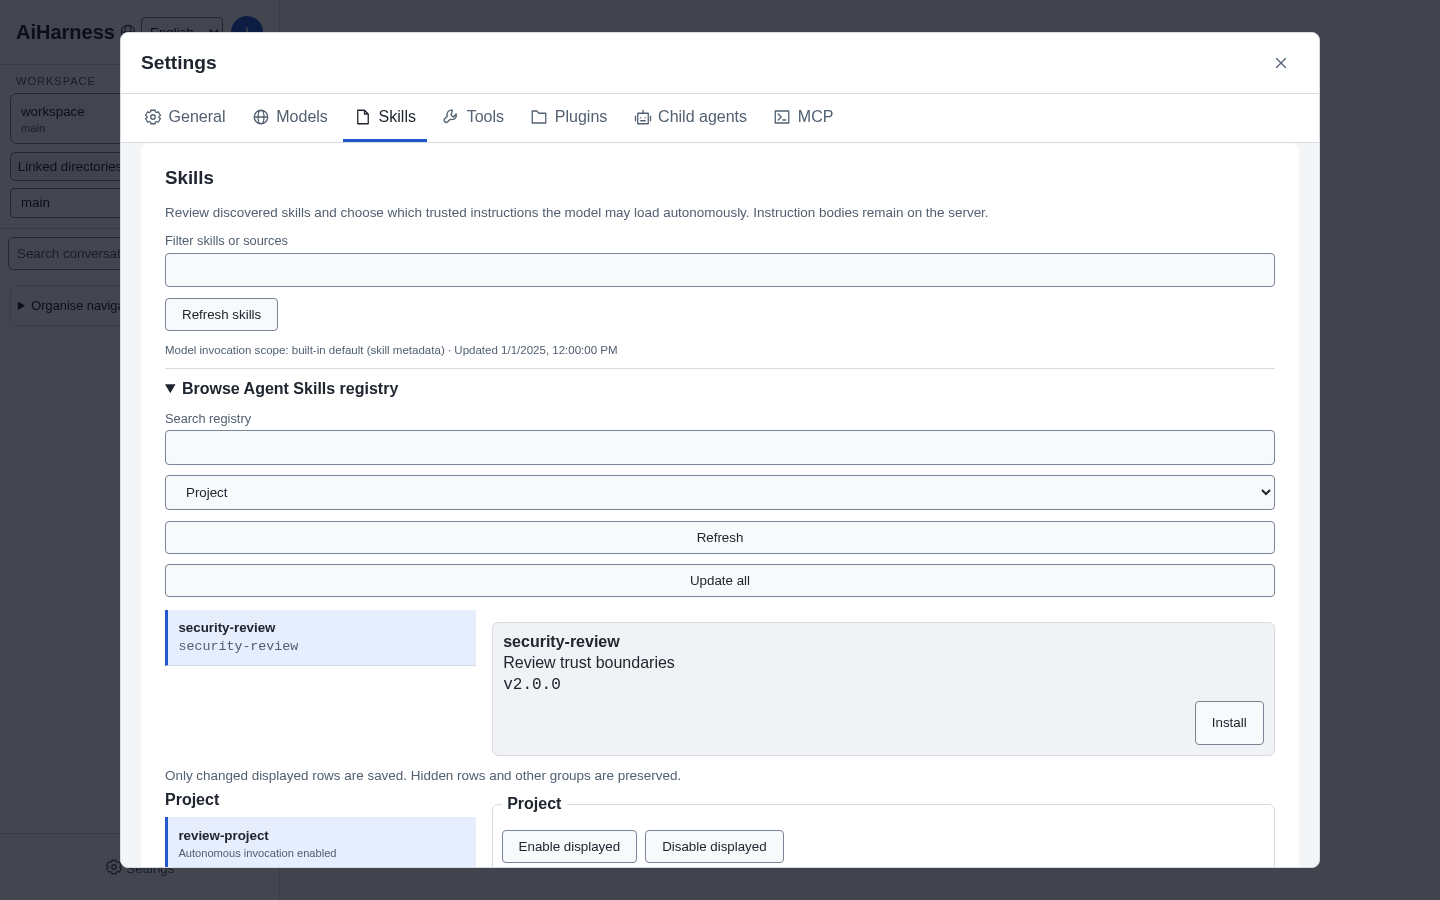 AiHarness
English
WORKSPACE
workspace
main
Linked directories
main
Search conversat
Organise naviga
Settings
Settings
General
Models
Skills
Tools
Plugins
Child agents
MCP
Skills
Review discovered skills and choose which trusted instructions the model may load autonomously. Instruction bodies remain on the server.
Filter skills or sources
Refresh skills
Model invocation scope: built-in default (skill metadata) · Updated 1/1/2025, 12:00:00 PM
Browse Agent Skills registry
Search registry
Project
Refresh
Update all
security-review
security-review
security-review
Review trust boundaries
v2.0.0
Install
Only changed displayed rows are saved. Hidden rows and other groups are preserved.
Project
review-project
Autonomous invocation enabled
Project
Enable displayed
Disable displayed